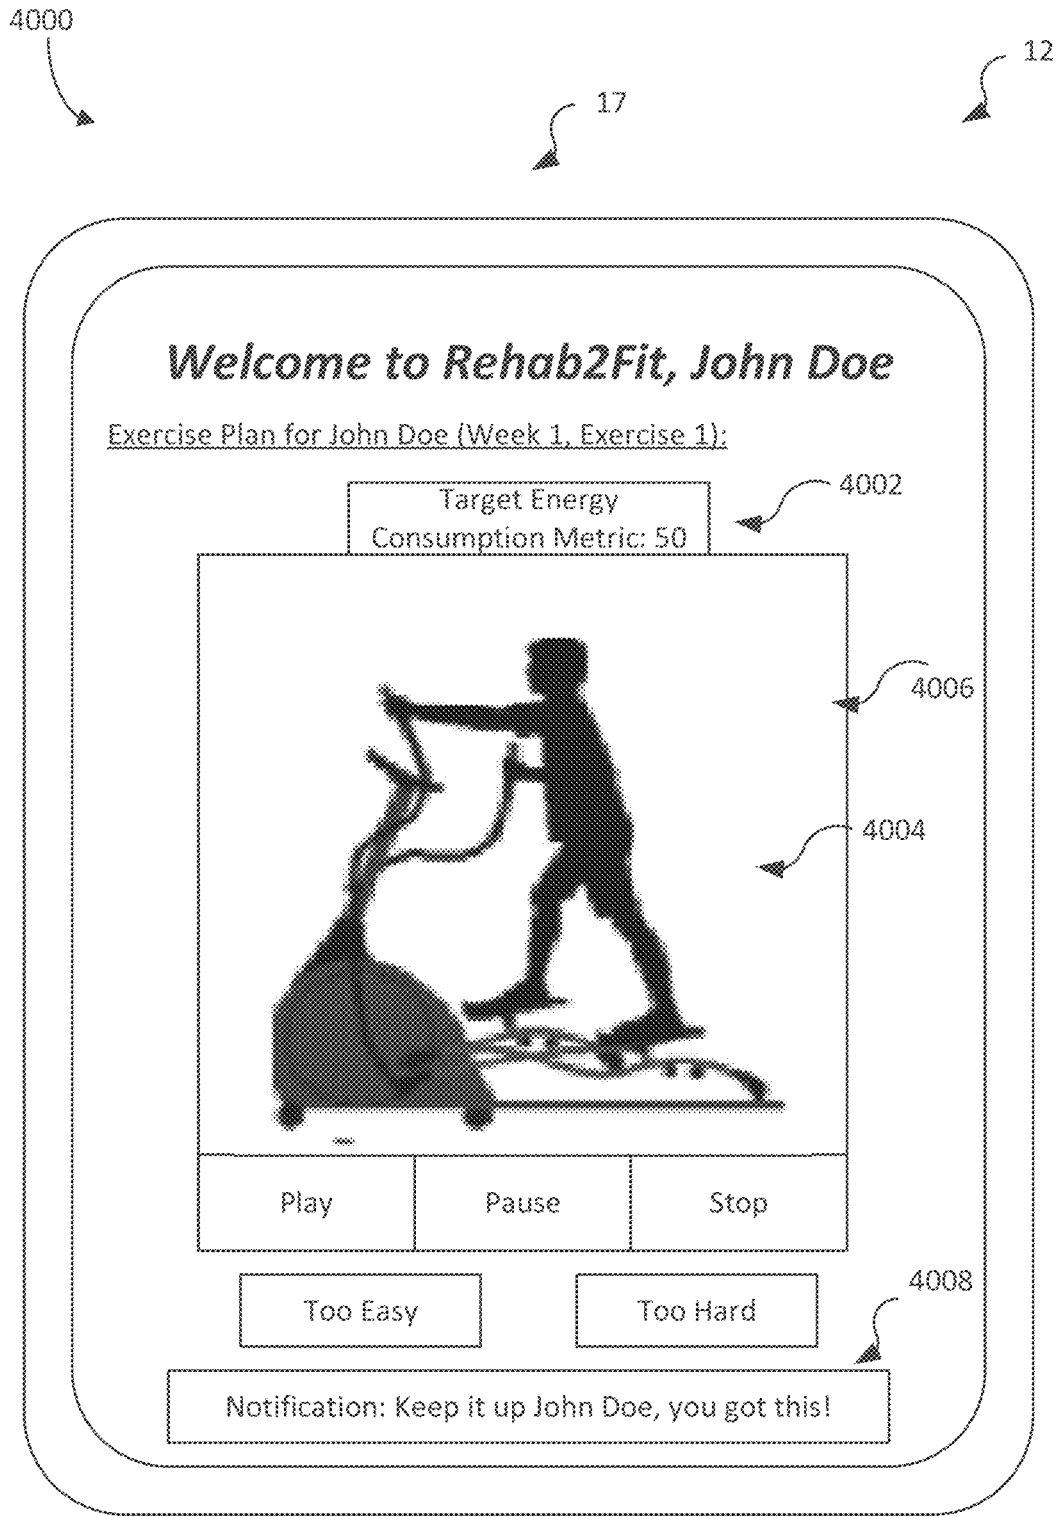 4000
12
17
Welcome to Rehab2Fit, John Doe
Exercise Plan for John Doe (Week 1, Exercise 1):
Target Energy
Consumption Metric: 50
4002
4006
4004
Play Pause Stop
4008
Too Easy Too Hard
Notification: Keep it up John Doe, you got this!